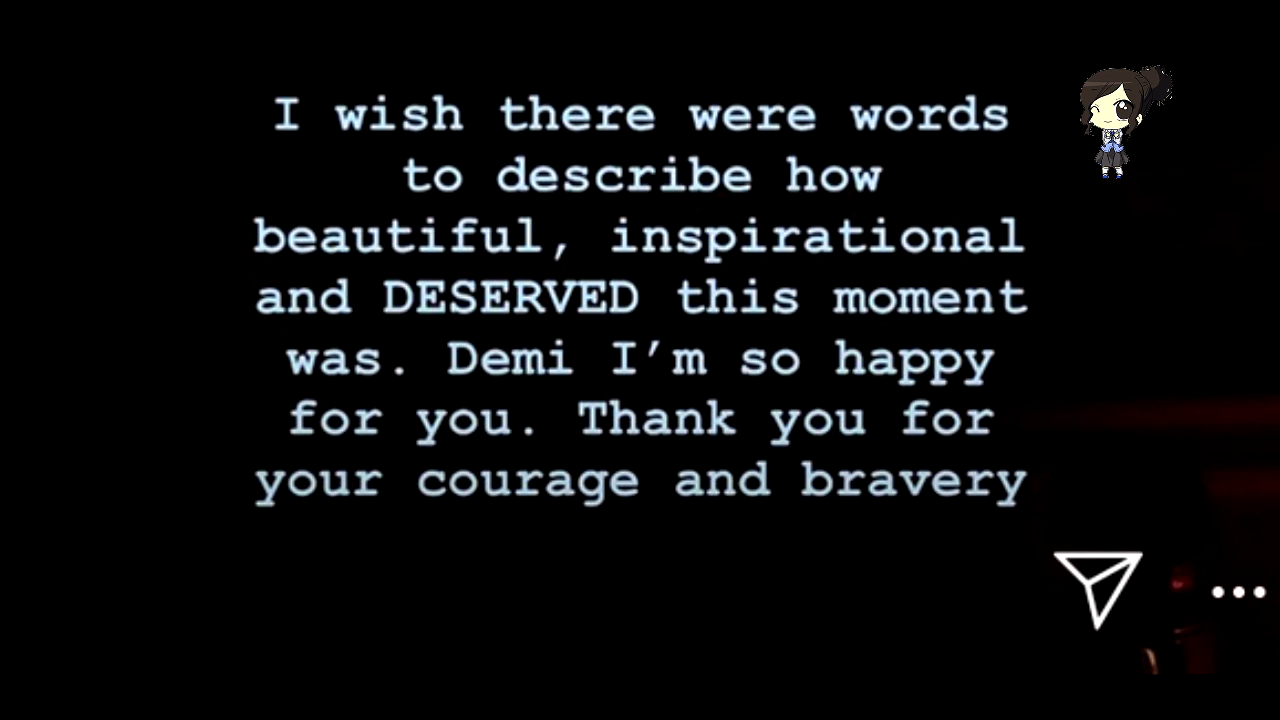 I wish there were words
to describe how
beautiful, inspirational
and DESERVED this moment
was. Demi I’m so happy
for you. Thank you for
your courage and bravery